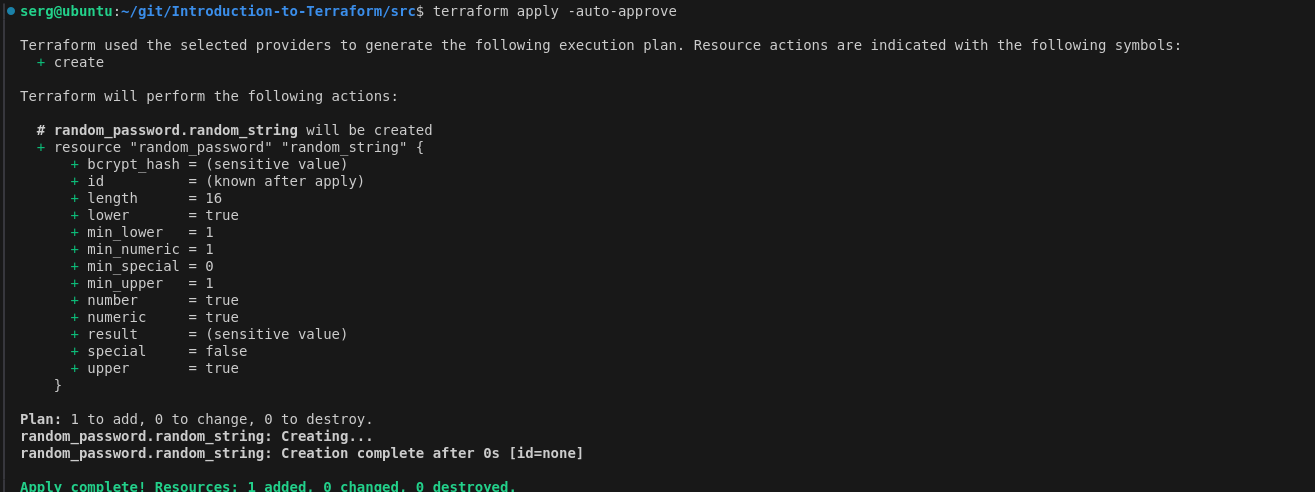 serg@ubuntu:~/git/Introduction-to-Terraform/src$ terraform apply -auto-approve
Terraform used the selected providers to generate the following execution plan. Resource actions are indicated with the following symbols:
+ create
Terraform will perform the following actions:
# random_password.random_string will be created
+ resource "random_password" "random_string" {
+ bcrypt_hash = (sensitive value)
+ id          = (known after apply)
+ length      = 16
+ lower       = true
+ min_lower   = 1
+ min_numeric = 1
+ min_special = 0
+ min_upper   = 1
+ number      = true
+ numeric     = true
+ result      = (sensitive value)
+ special     = false
+ upper       = true
}
Plan: 1 to add, 0 to change, 0 to destroy.
random_password.random_string: Creating...
random_password.random_string: Creation complete after 0s [id=none]
Apply complete! Resources: 1 added, 0 changed, 0 destroyed.